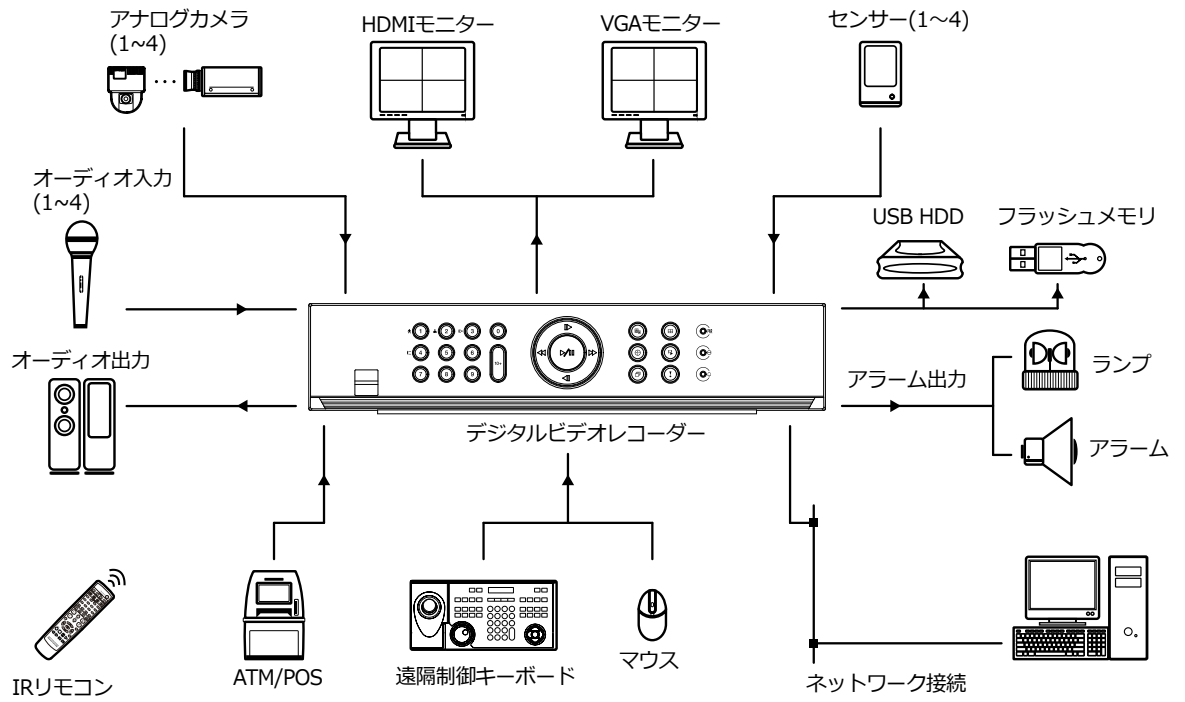 アナログカメラ
(1~4)
HDMIモニター
VGAモニター
センサー(1～4)
オーディオ入力
(1~4)
USB HDD
フラッシュメモリ
オーディオ出力
アラーム出力
ランプ
デジタルビデオレコーダー
アラーム
IRリモコン
ATM/POS
遠隔制御キーボード
マウス
ネットワーク接続